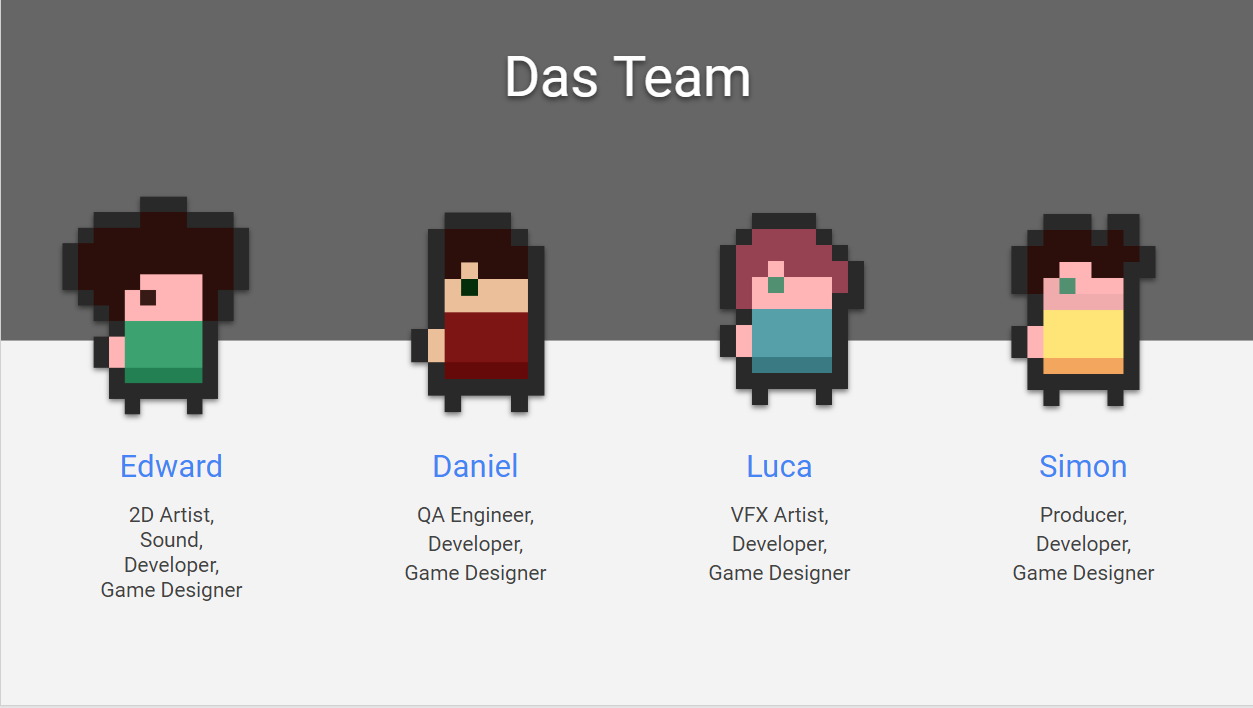 Das Team
Edward
2D Artist,
Sound,
Developer,
Game Designer
Daniel
QA Engineer,
Developer,
Game Designer
Luca
VFX Artist,
Developer,
Game Designer
Simon
Producer,
Developer,
Game Designer